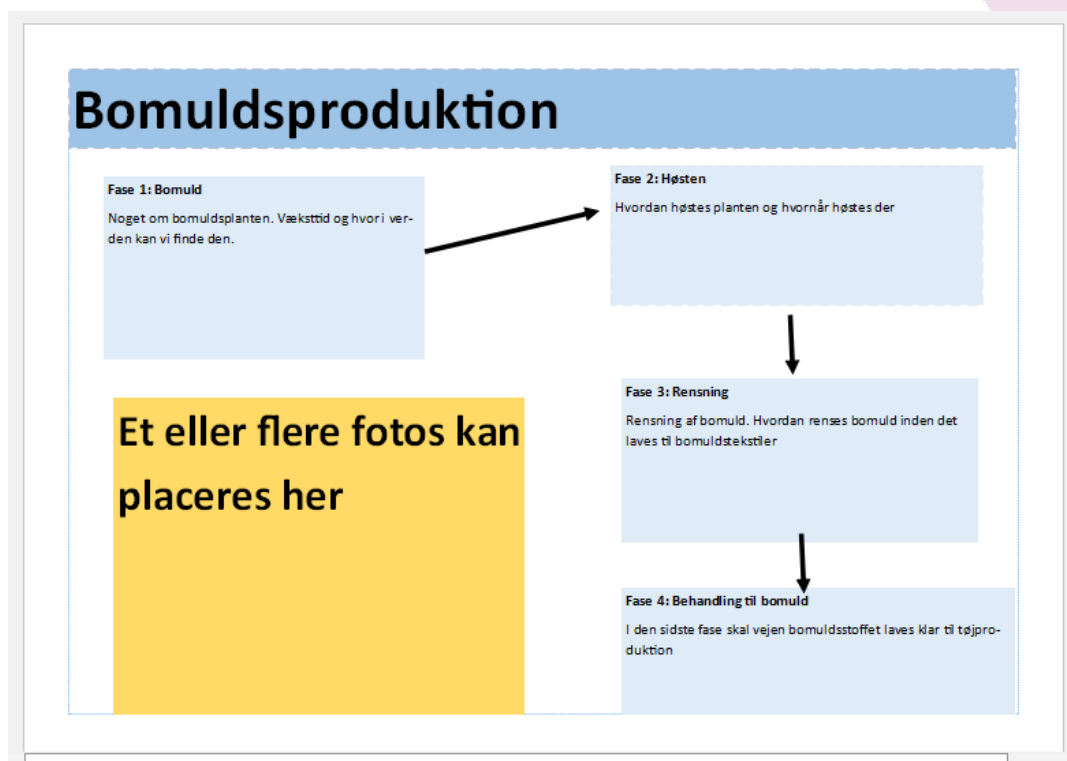 Bomuldsproduktion
Fase 1: Bomuld
Noget om bomuldsplanten. Væksttid og hvor i ver-
den kan vi finde den.
Fase 2: Høsten
Hvordan høstes planten og hvornår høstes der
Fase 3: Rensning
Rensning af bomuld. Hvordan renses bomuld inden det
laves til bomuldstekstiler
Et eller flere fotos kan
placeres her
Fase 4: Behandling til bomuld
I den sidste fase skal vejen bomuldsstoffet laves klar til tøjpro-
duktion